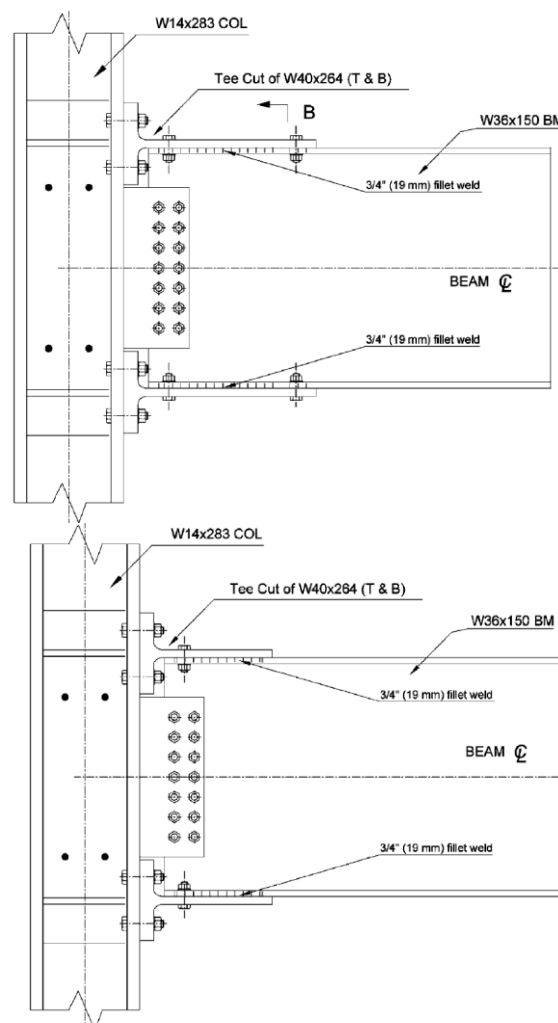 W14x283 COL
Tee Cut of W40x264 (T & B)
B
W36x150 BM
3/4" (19 mm) fillet weld
BEAM ℄
3/4" (19 mm) fillet weld
W14x283 COL
Tee Cut of W40x264 (T & B)
W36x150 BM
3/4" (19 mm) fillet weld
BEAM ℄
3/4" (19 mm) fillet weld